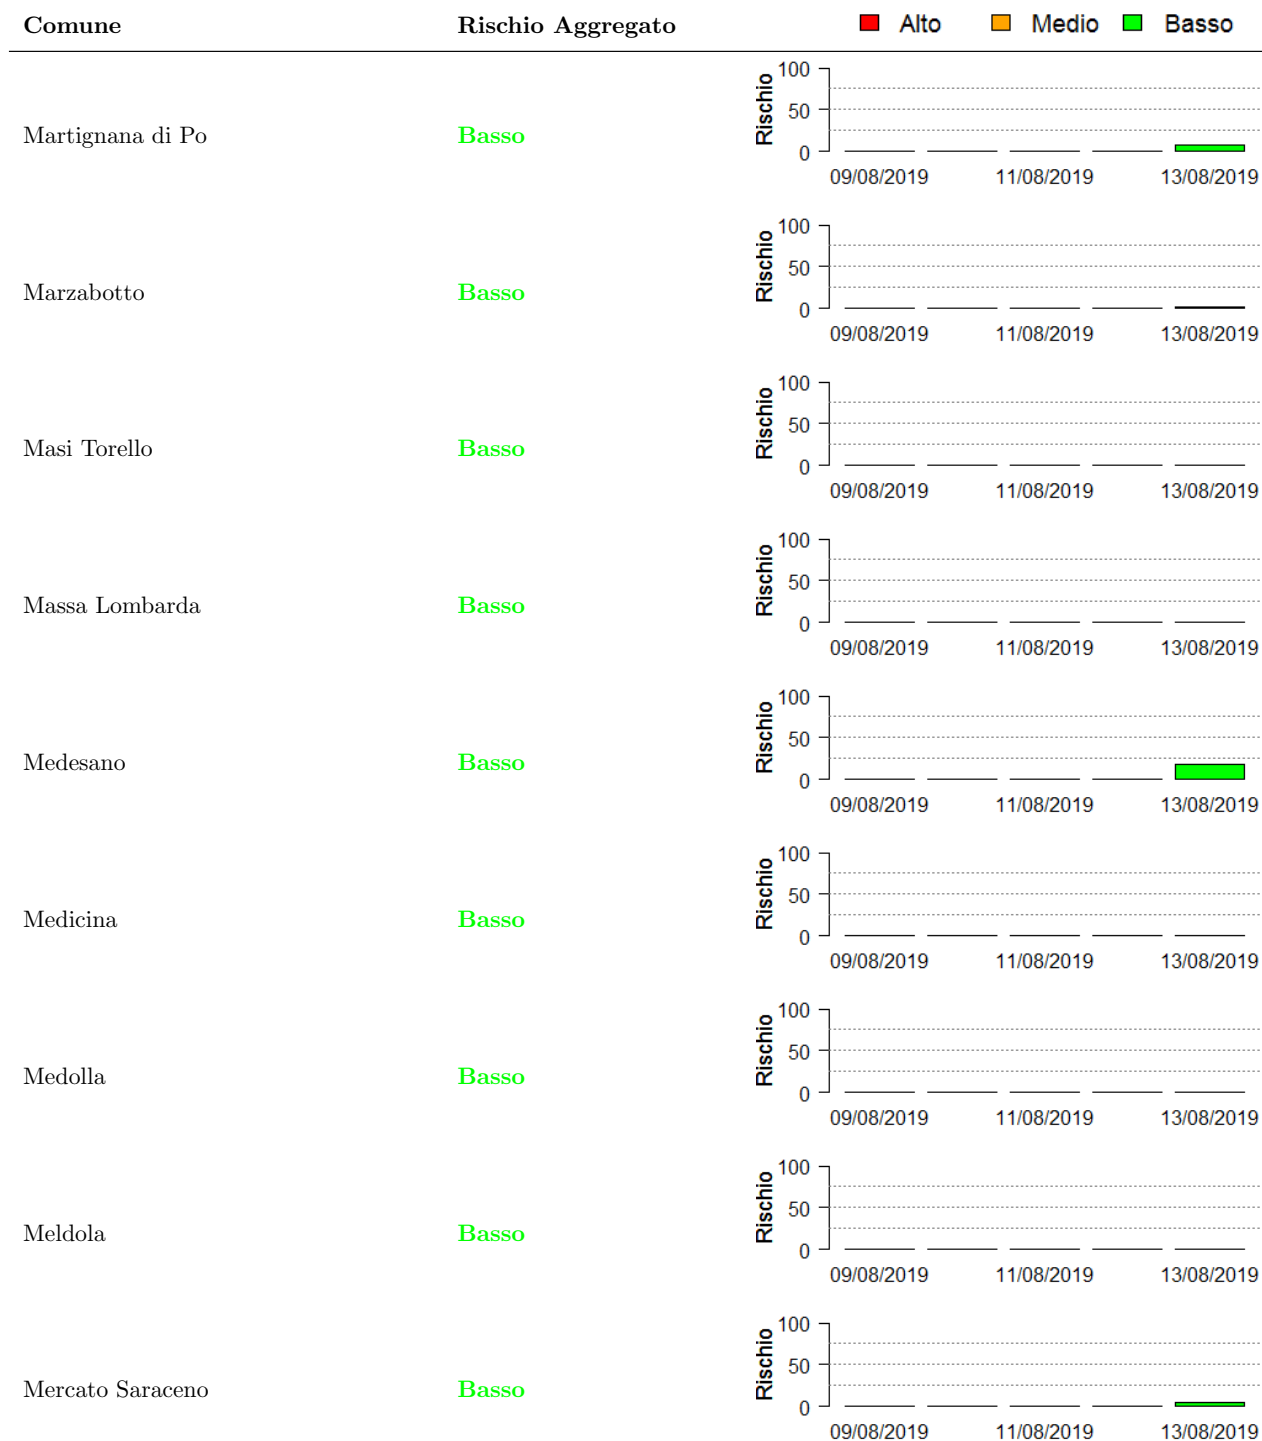 Comune Rischio Aggregato Alto Medio Basso
Martignana di Po Basso Rischio 100 50 0
09/08/2019 11/08/2019 13/08/2019
Marzabotto Basso Rischio 100 50 0
09/08/2019 11/08/2019 13/08/2019
Masi Torello Basso Rischio 100 50 0
09/08/2019 11/08/2019 13/08/2019
Massa Lombarda Basso Rischio 100 50 0
09/08/2019 11/08/2019 13/08/2019
Medesano Basso Rischio 100 50 0
09/08/2019 11/08/2019 13/08/2019
Medicina Basso Rischio 100 50 0
09/08/2019 11/08/2019 13/08/2019
Medolla Basso Rischio 100 50 0
09/08/2019 11/08/2019 13/08/2019
Meldola Basso Rischio 100 50 0
09/08/2019 11/08/2019 13/08/2019
Mercato Saraceno Basso Rischio 100 50 0
09/08/2019 11/08/2019 13/08/2019